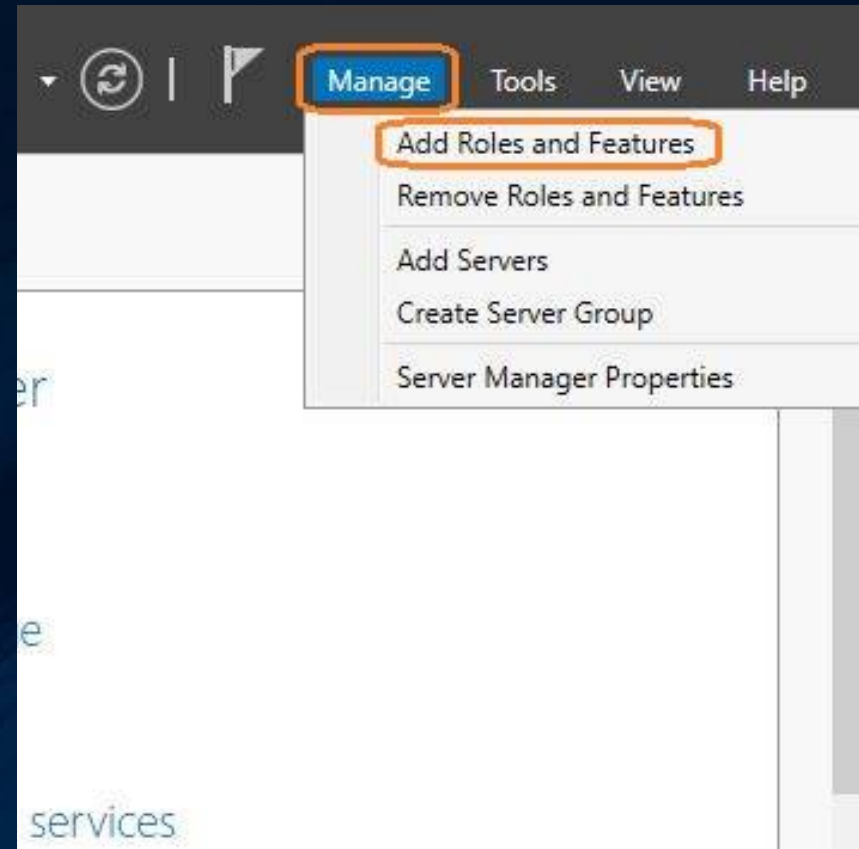 Manage Tools View Help
Add Roles and Features
Remove Roles and Features
Add Servers
Create Server Group
Server Manager Properties
er
e
services